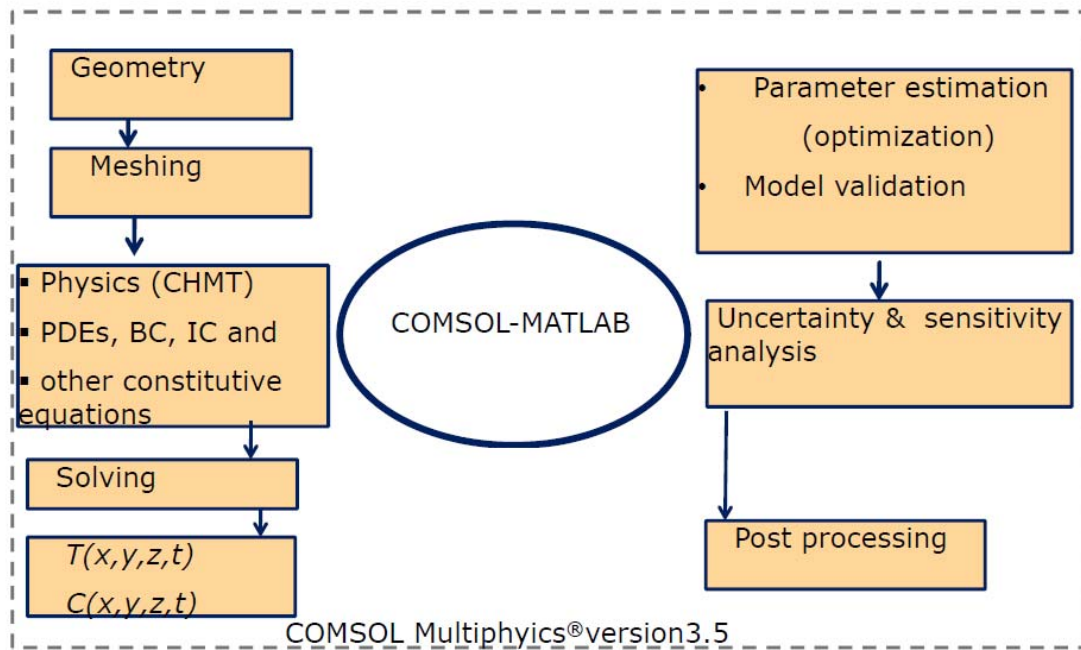 Geometry
Meshing
▪ Physics (CHMT)
▪ PDEs, BC, IC and
▪ other constitutive
equations
Solving
T(x,y,z,t)
C(x,y,z,t)
COMSOL-MATLAB
• Parameter estimation
(optimization)
• Model validation
Uncertainty & sensitivity
analysis
Post processing
COMSOL Multiphyics®version3.5